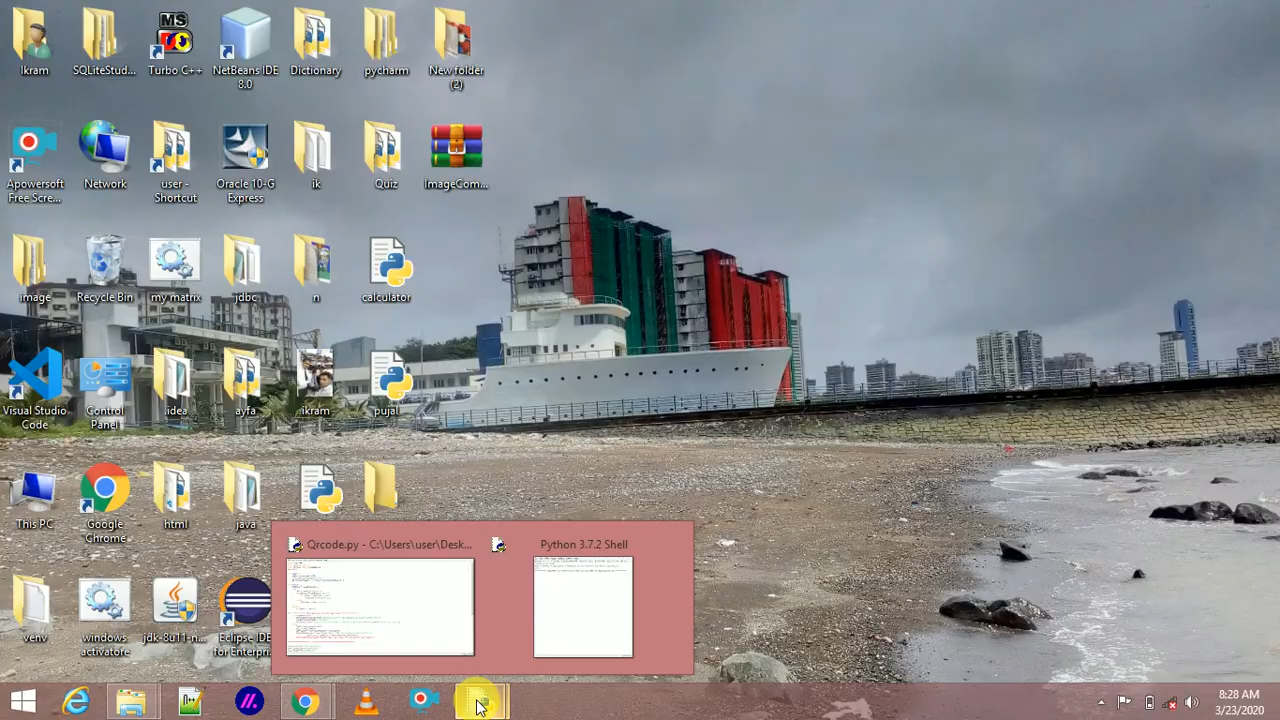 Ikram
SQLiteStud...
Turbo C++
NetBeans IDE
8.0
Dictionary
pycharm
New folder
(2)
Apowersoft
Free Scre...
Network
user -
Shortcut
Oracle 10-G
Express
ik
Quiz
ImageCom...
image
Recycle Bin
my matrix
jdbc
n
calculator
Visual Studio
Code
Control
Panel
.idea
ayfa
ikram
pujal
This PC
Google
Chrome
html
java
Qrcode.py - C:\Users\user\Desk...
Python 3.7.2 Shell
venv
windows
activatore
jdk-8u11-n...
Eclipse IDE
for Enterpri...
8:28 AM
3/23/2020